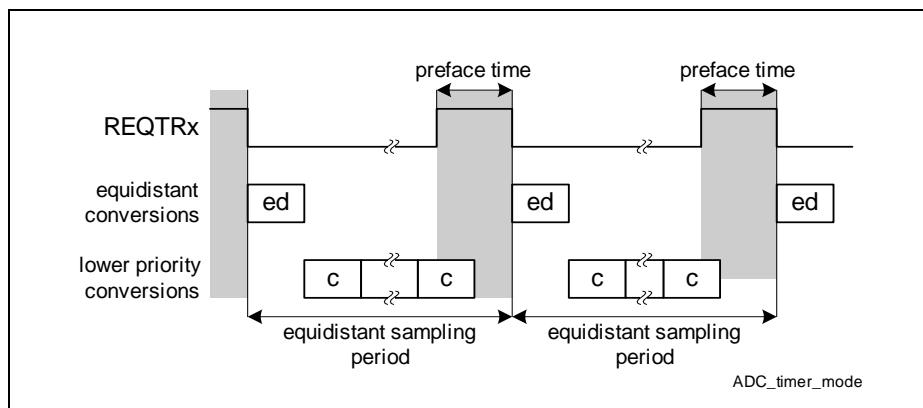 preface time
preface time
REQTRx
equidistant
conversions
ed
ed
ed
lower priority
conversions
c
c
c
c
equidistant sampling
period
equidistant sampling
period
ADC_timer_mode